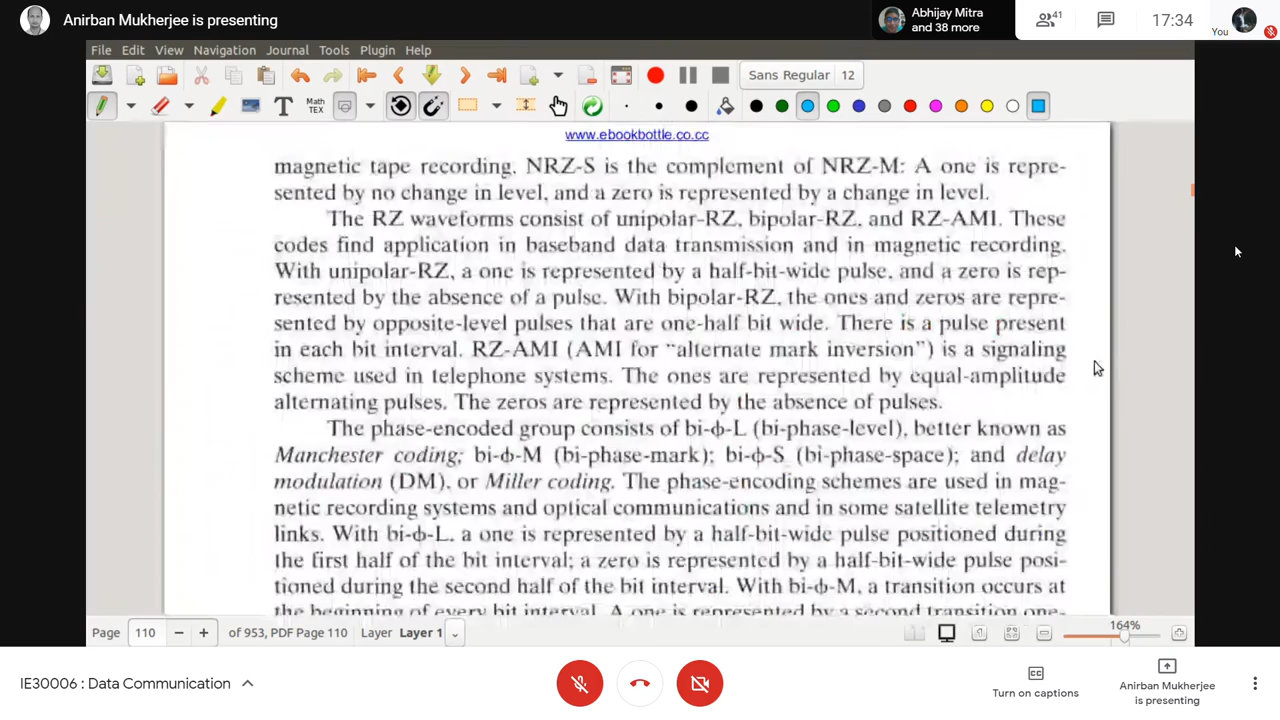 Anirban Mukherjee is presenting
Abhijay Mitra
and 38 more
41
17:34
You
File Edit View Navigation Journal Tools Plugin Help
Sans Regular 12
Math
TEX
www.ebookbottle.co.cc
magnetic tape recording. NRZ-S is the complement of NRZ-M: A one is repre-
sented by no change in level, and a zero is represented by a change in level.
The RZ waveforms consist of unipolar-RZ, bipolar-RZ, and RZ-AMI. These
codes find application in baseband data transmission and in magnetic recording.
With unipolar-RZ, a one is represented by a half-bit-wide pulse, and a zero is rep-
resented by the absence of a pulse. With bipolar-RZ, the ones and zeros are repre-
sented by opposite-level pulses that are one-half bit wide. There is a pulse present
in each bit interval. RZ-AMI (AMI for “alternate mark inversion”) is a signaling
scheme used in telephone systems. The ones are represented by equal-amplitude
alternating pulses. The zeros are represented by the absence of pulses.
The phase-encoded group consists of bi-ϕ-L (bi-phase-level), better known as
Manchester coding; bi-ϕ-M (bi-phase-mark); bi-ϕ-S (bi-phase-space); and delay
modulation (DM), or Miller coding. The phase-encoding schemes are used in mag-
netic recording systems and optical communications and in some satellite telemetry
links. With bi-ϕ-L, a one is represented by a half-bit-wide pulse positioned during
the first half of the bit interval; a zero is represented by a half-bit-wide pulse posi-
tioned during the second half of the bit interval. With bi-ϕ-M, a transition occurs at
the beginning of every bit interval. A one is represented by a second transition one-
Page 110 of 953, PDF Page 110 Layer Layer 1
164%
IE30006 : Data Communication
Turn on captions
Anirban Mukherjee
is presenting